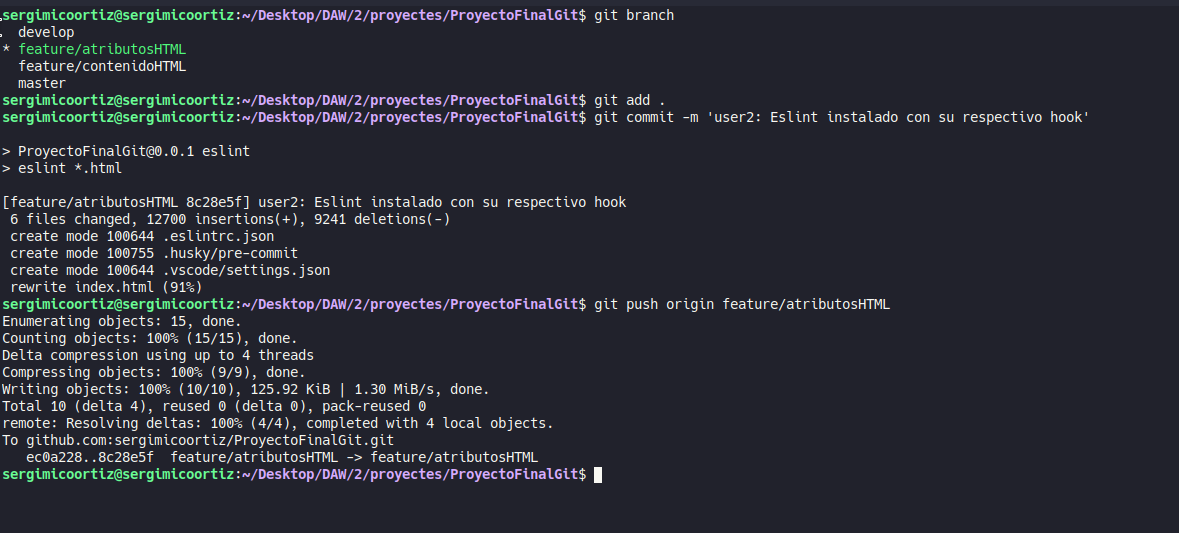 sergimicoortiz@sergimicoortiz:~/Desktop/DAW/2/proyectes/ProyectoFinalGit$ git branch
  develop
* feature/atributosHTML
  feature/contenidoHTML
  master
sergimicoortiz@sergimicoortiz:~/Desktop/DAW/2/proyectes/ProyectoFinalGit$ git add .
sergimicoortiz@sergimicoortiz:~/Desktop/DAW/2/proyectes/ProyectoFinalGit$ git commit -m 'user2: Eslint instalado con su respectivo hook'

> ProyectoFinalGit@0.0.1 eslint
> eslint *.html

[feature/atributosHTML 8c28e5f] user2: Eslint instalado con su respectivo hook
 6 files changed, 12700 insertions(+), 9241 deletions(-)
 create mode 100644 .eslintrc.json
 create mode 100755 .husky/pre-commit
 create mode 100644 .vscode/settings.json
 rewrite index.html (91%)
sergimicoortiz@sergimicoortiz:~/Desktop/DAW/2/proyectes/ProyectoFinalGit$ git push origin feature/atributosHTML
Enumerating objects: 15, done.
Counting objects: 100% (15/15), done.
Delta compression using up to 4 threads
Compressing objects: 100% (9/9), done.
Writing objects: 100% (10/10), 125.92 KiB | 1.30 MiB/s, done.
Total 10 (delta 4), reused 0 (delta 0), pack-reused 0
remote: Resolving deltas: 100% (4/4), completed with 4 local objects.
To github.com:sergimicoortiz/ProyectoFinalGit.git
   ec0a228..8c28e5f  feature/atributosHTML -> feature/atributosHTML
sergimicoortiz@sergimicoortiz:~/Desktop/DAW/2/proyectes/ProyectoFinalGit$